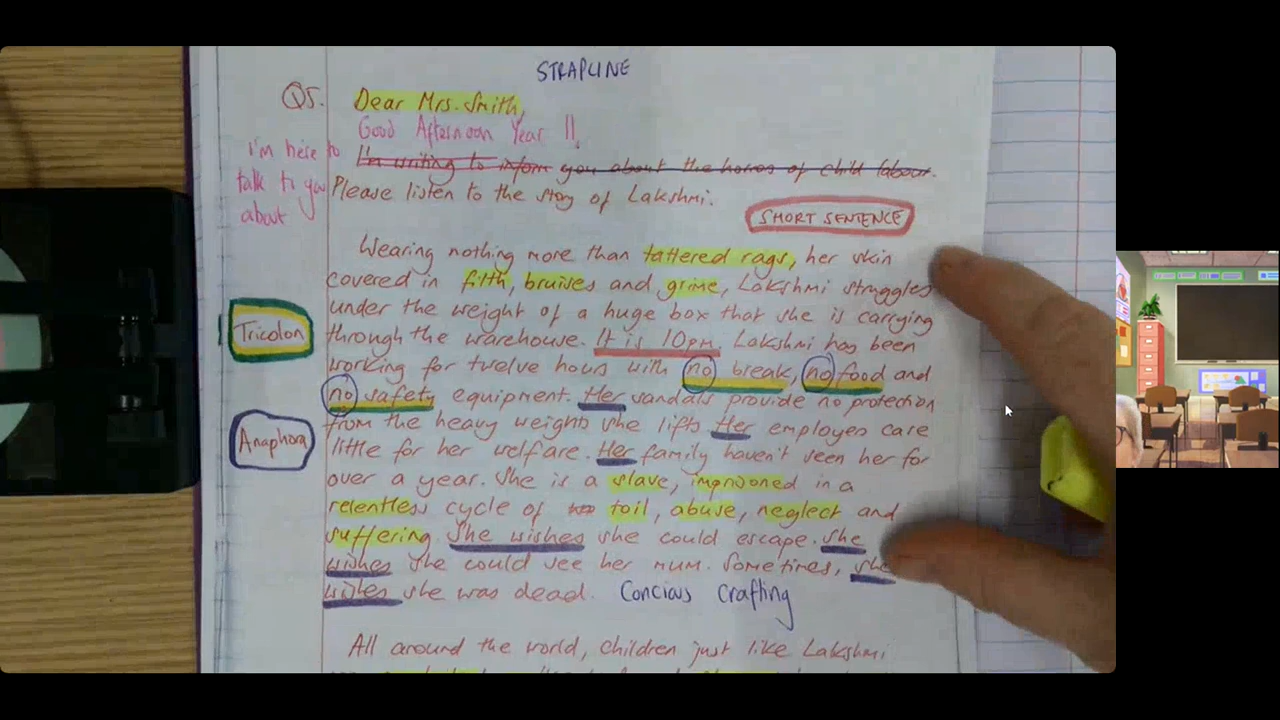 STRAPLINE
Q5. Dear Mrs. Smith,
Good Afternoon Year 11.
i'm here to talk to you about
I'm writing to inform you about the horros of child labour.
Please listen to the story of Lakshmi.
SHORT SENTENCE
Wearing nothing more than tattered rags, her skin
covered in filth, bruises and grime, Lakshmi struggles
under the weight of a huge box that she is carrying
Tricolon
through the warehouse. It is 10pm. Lakshmi has been
working for twelve hours with no break, no food and
no safety equipment. Her sandals provide no protection
from the heavy weights she lifts Her employers care
Anaphora
little for her welfare. Her family haven't seen her for
over a year. She is a slave, imprisoned in a
relentless cycle of toil, abuse, neglect and
suffering. She wishes she could escape. She
wishes she could see her mum. Sometimes, she
wishes she was dead. Concious Crafting
All around the world, children just like Lakshmi